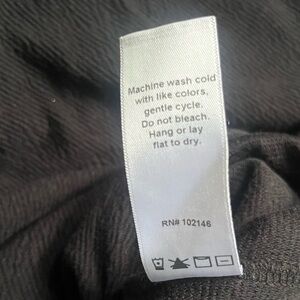 Machine wash cold
with like colors,
gentle cycle.
Do not bleach.
Hang or lay
flat to dry.
RN# 102146